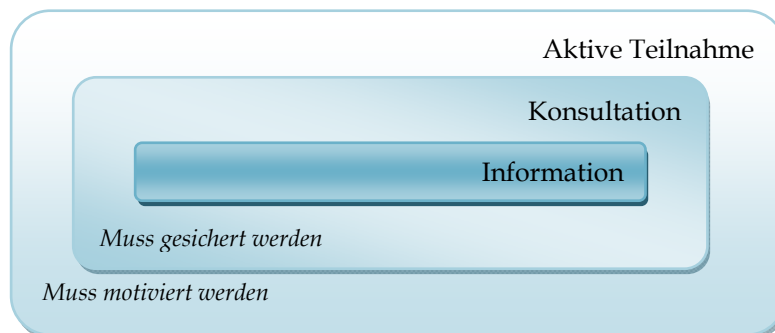 Aktive Teilnahme
Konsultation
Information
Muss gesichert werden
Muss motiviert werden